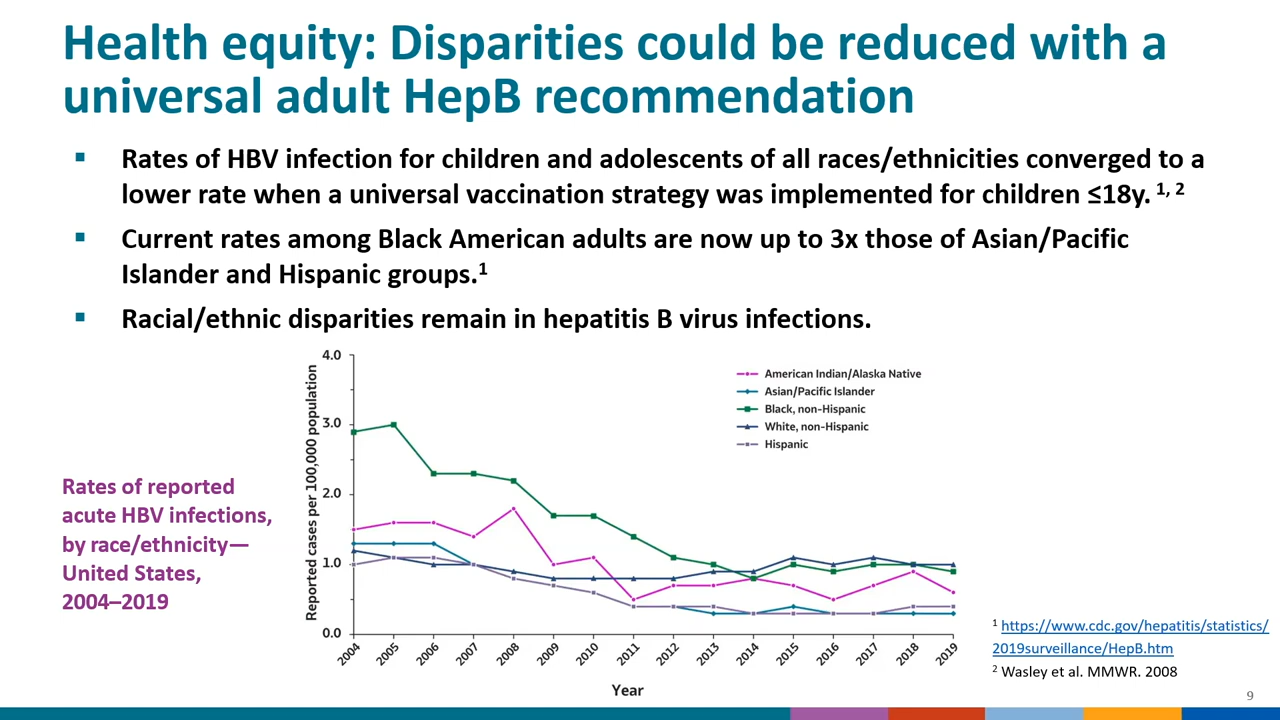 Health equity: Disparities could be reduced with a
universal adult HepB recommendation
▪ Rates of HBV infection for children and adolescents of all races/ethnicities converged to a
lower rate when a universal vaccination strategy was implemented for children ≤18y. 1, 2
▪ Current rates among Black American adults are now up to 3x those of Asian/Pacific
Islander and Hispanic groups.1
▪ Racial/ethnic disparities remain in hepatitis B virus infections.
Rates of reported
acute HBV infections,
by race/ethnicity—
United States,
2004–2019
Reported cases per 100,000 population
4.0
3.0
2.0
1.0
0.0
American Indian/Alaska Native
Asian/Pacific Islander
Black, non-Hispanic
White, non-Hispanic
Hispanic
2004 2005 2006 2007 2008 2009 2010 2011 2012 2013 2014 2015 2016 2017 2018 2019
Year
1 https://www.cdc.gov/hepatitis/statistics/
2019surveillance/HepB.htm
2 Wasley et al. MMWR. 2008
9